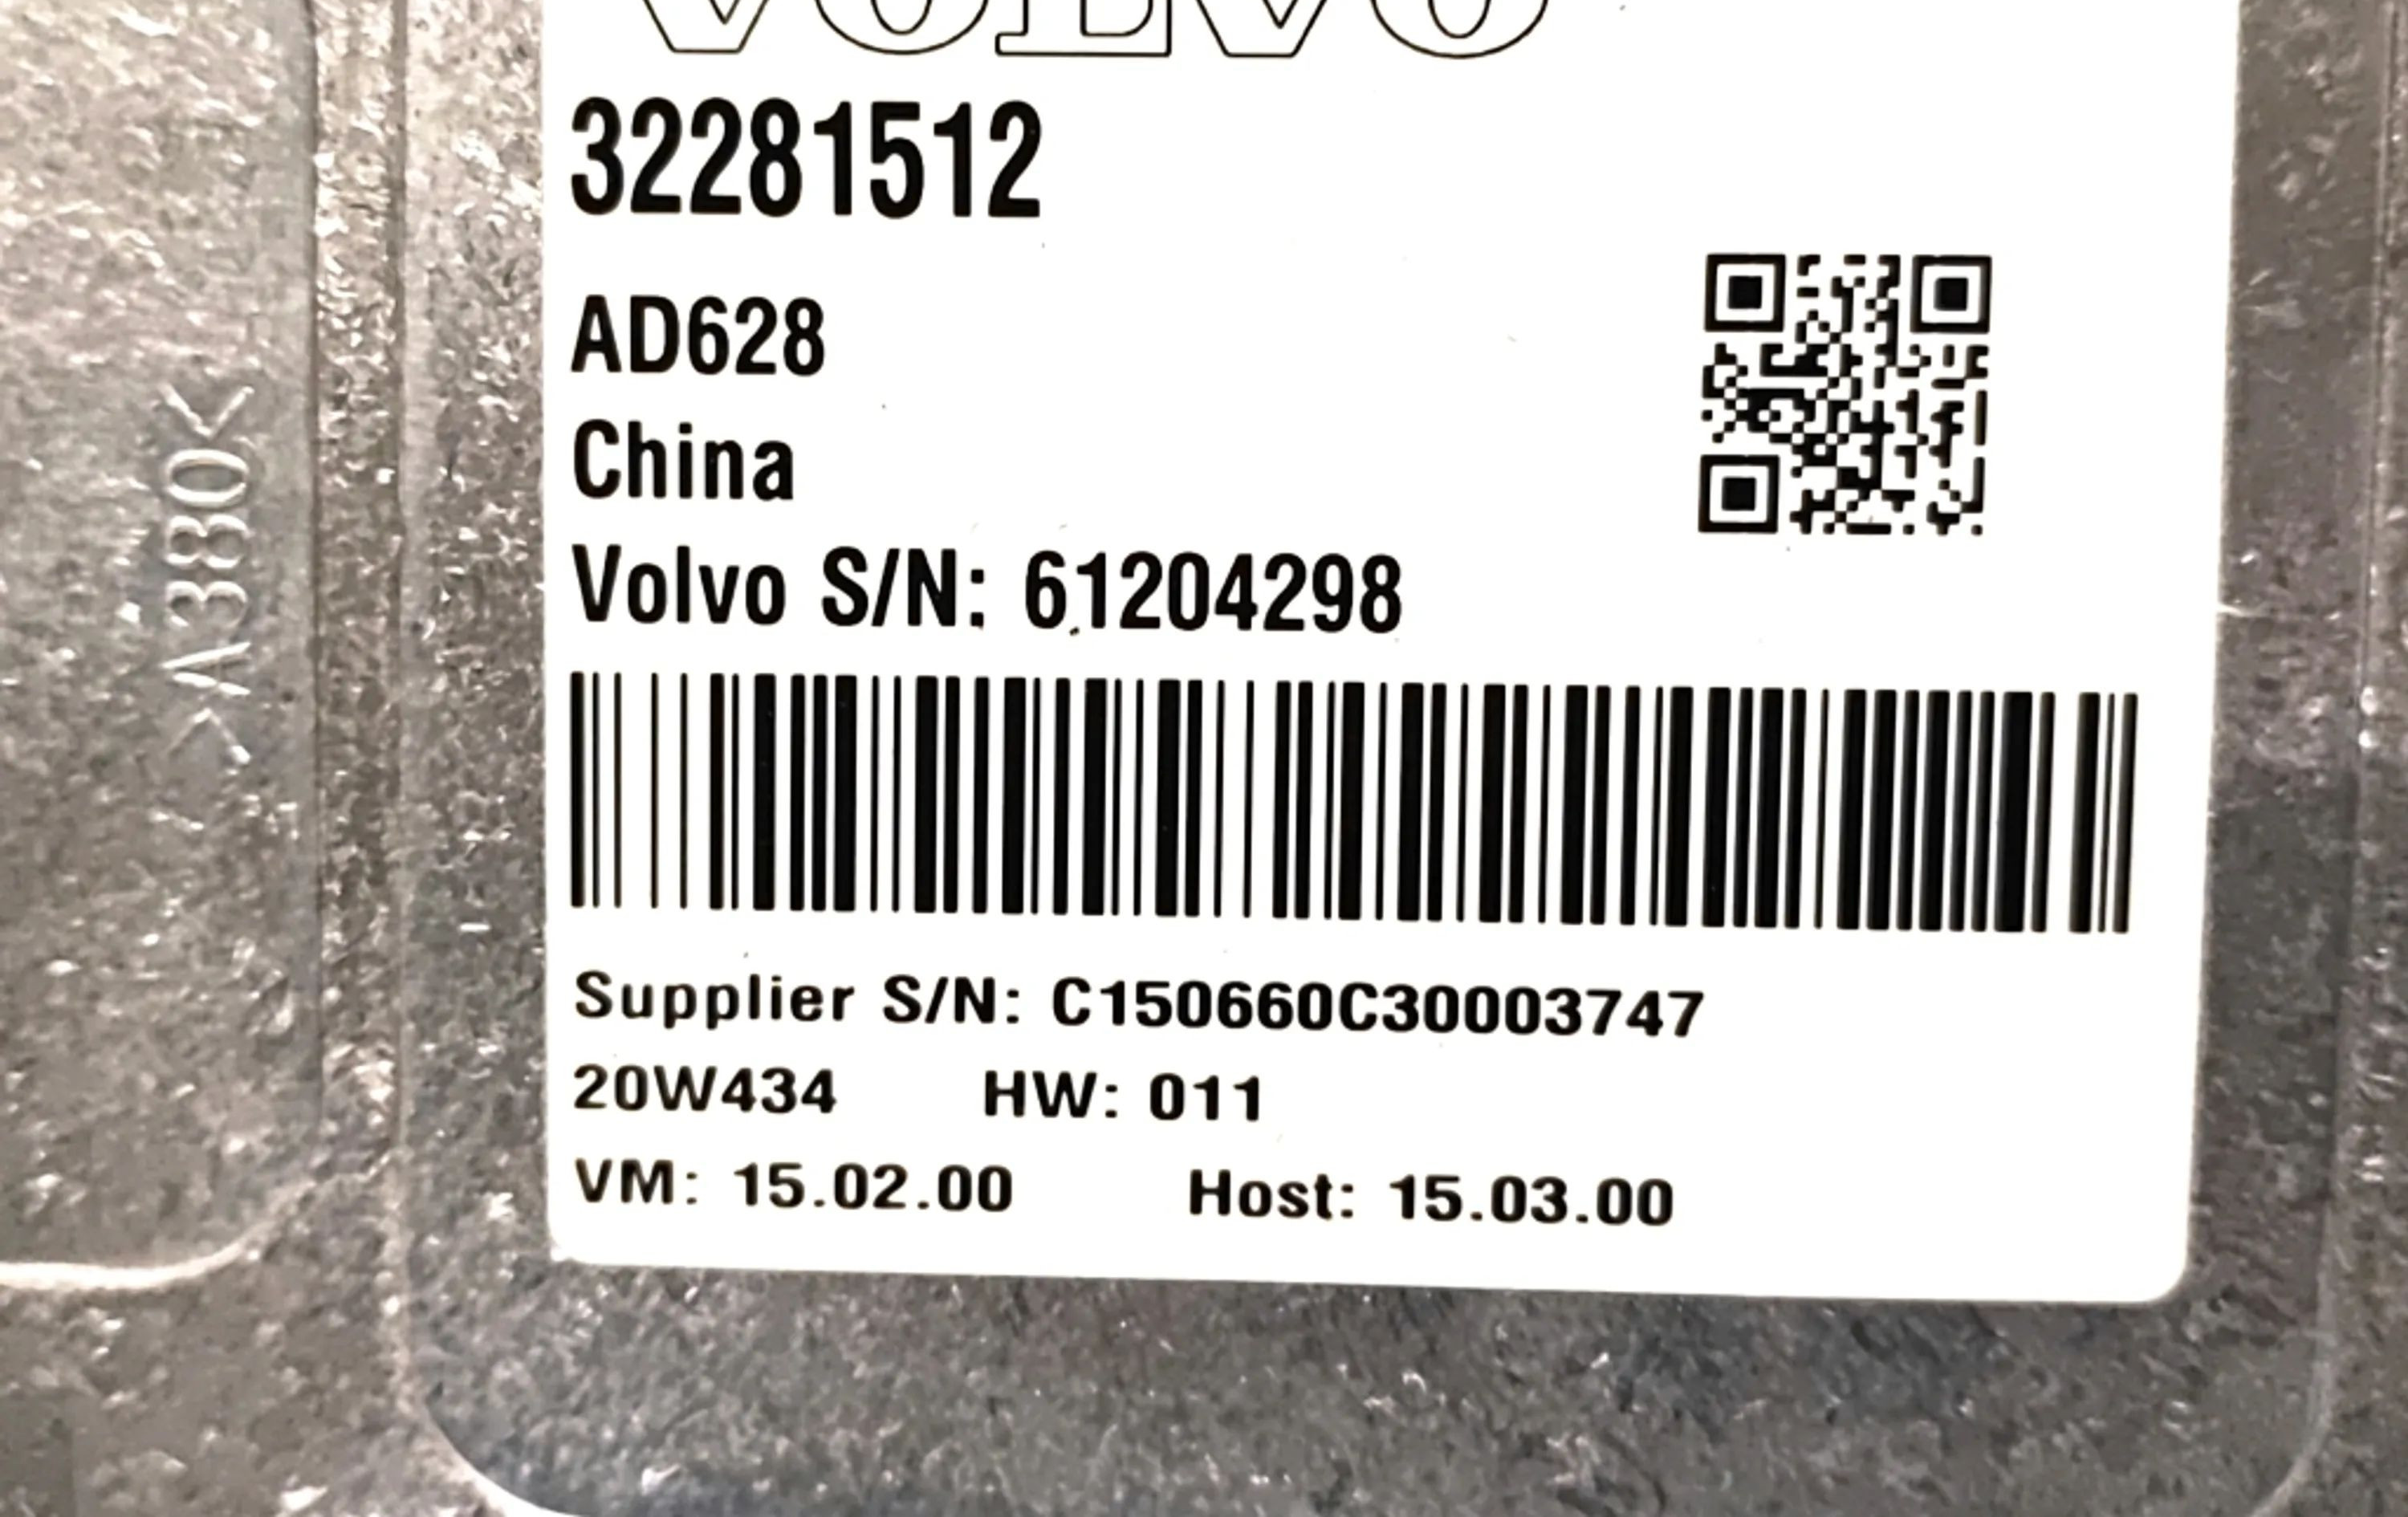 VOLVO
32281512
AD628
China
Volvo S/N: 61204298
Supplier S/N: C150660C30003747
20W434 HW: 011
VM: 15.02.00 Host: 15.03.00
>A380<